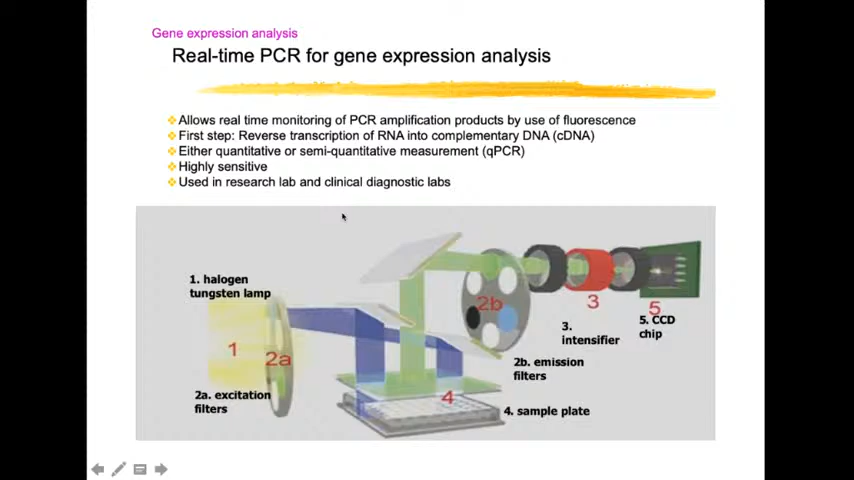 Gene expression analysis
Real-time PCR for gene expression analysis
Allows real time monitoring of PCR amplification products by use of fluorescence
First step: Reverse transcription of RNA into complementary DNA (cDNA)
Either quantitative or semi-quantitative measurement (qPCR)
Highly sensitive
Used in research lab and clinical diagnostic labs
1. halogen
tungsten lamp
1
2a
2a. excitation
filters
2b
3
5
3.
intensifier
5. CCD
chip
2b. emission
filters
4
4. sample plate